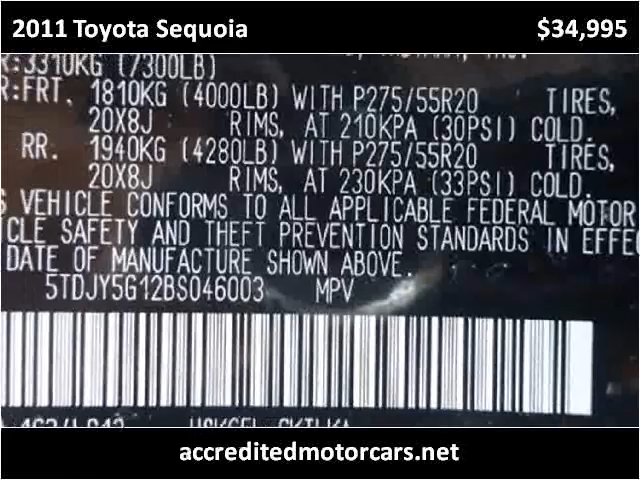 2011 Toyota Sequoia $34,995
R:3310KG (7300LB)
R:FRT. 1810KG (4000LB) WITH P275/55R20 TIRES,
20X8J RIMS, AT 210KPA (30PSI) COLD.
RR. 1940KG (4280LB) WITH P275/55R20 TIRES,
20X8J RIMS, AT 230KPA (33PSI) COLD.
S VEHICLE CONFORMS TO ALL APPLICABLE FEDERAL MOTOR
ICLE SAFETY AND THEFT PREVENTION STANDARDS IN EFFE
DATE OF MANUFACTURE SHOWN ABOVE.
5TDJY5G12BS046003 MPV
accreditedmotorcars.net